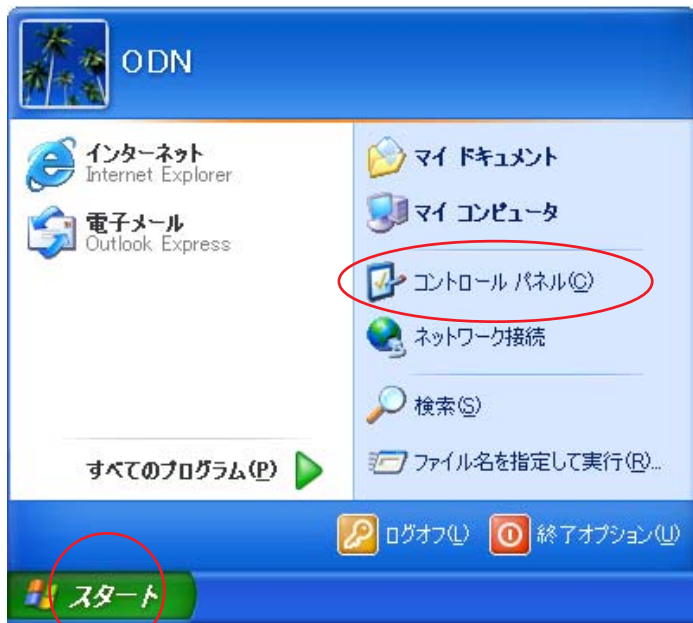 ODN
インターネット
Internet Explorer
電子メール
Outlook Express
すべてのプログラム(P)
マイ ドキュメント
マイ コンピュータ
コントロール パネル(C)
ネットワーク接続
検索(S)
ファイル名を指定して実行(R)...
ログオフ(L)
終了オプション(U)
スタート